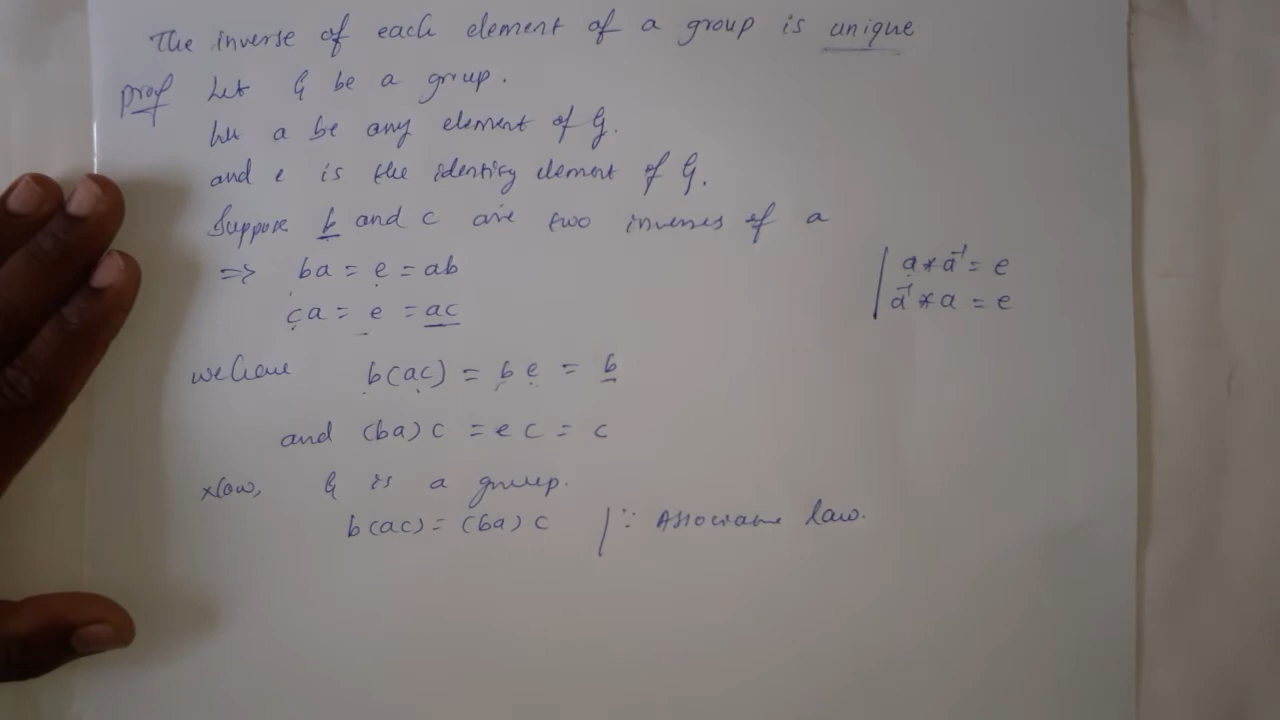 The inverse of each element of a group is unique
proof Let G be a group.
Let a be any element of G.
and e is the identity element of G.
Suppose b and c are two inverses of a
=> ba = e = ab
a * a⁻¹ = e
ca = e = ac
a⁻¹ * a = e
we have b(ac) = be = b
and (ba)c = ec = c
Now, G is a group.
b(ac) = (ba)c | ∵ Associative law.